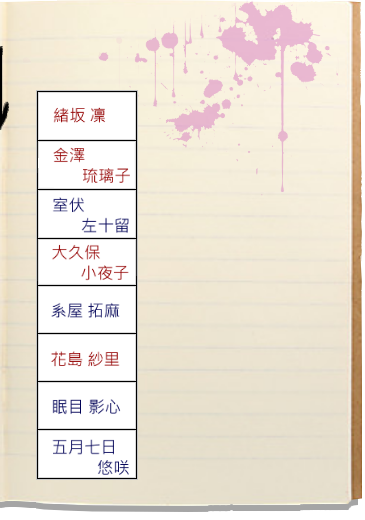 緒坂 凛
金澤
琉璃子
室伏
左十留
大久保
小夜子
糸屋 拓麻
花島 紗里
眠目 影心
五月七日
悠咲